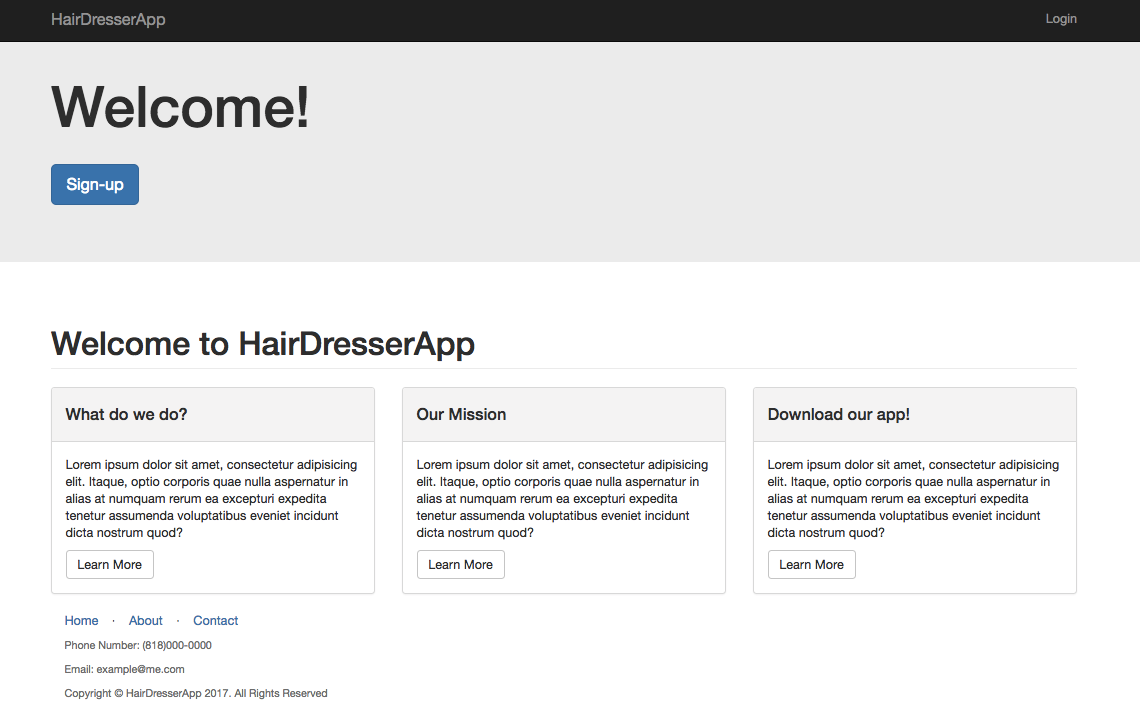 HairDresserApp
Login
Welcome!
Sign-up
Welcome to HairDresserApp
What do we do?
Lorem ipsum dolor sit amet, consectetur adipisicing
elit. Itaque, optio corporis quae nulla aspernatur in
alias at numquam rerum ea excepturi expedita
tenetur assumenda voluptatibus eveniet incidunt
dicta nostrum quod?
Learn More
Our Mission
Lorem ipsum dolor sit amet, consectetur adipisicing
elit. Itaque, optio corporis quae nulla aspernatur in
alias at numquam rerum ea excepturi expedita
tenetur assumenda voluptatibus eveniet incidunt
dicta nostrum quod?
Learn More
Download our app!
Lorem ipsum dolor sit amet, consectetur adipisicing
elit. Itaque, optio corporis quae nulla aspernatur in
alias at numquam rerum ea excepturi expedita
tenetur assumenda voluptatibus eveniet incidunt
dicta nostrum quod?
Learn More
Home · About · Contact
Phone Number: (818)000-0000
Email: example@me.com
Copyright © HairDresserApp 2017. All Rights Reserved